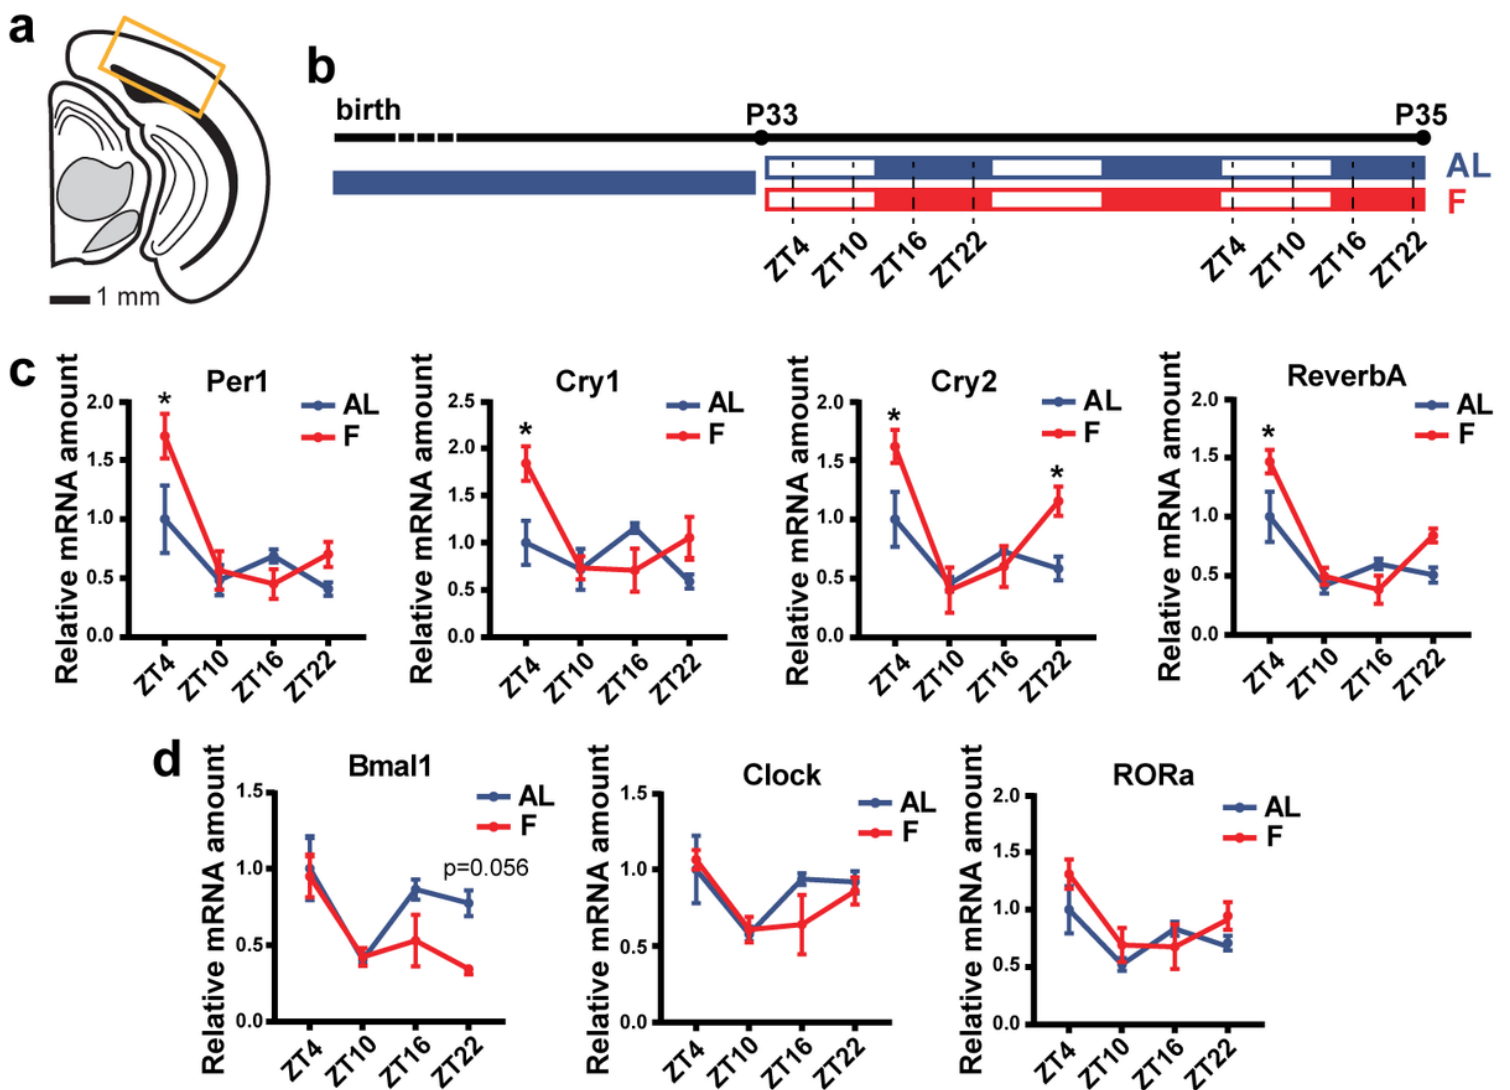 a
1 mm
b
birth
P33
P35
AL
F
ZT4 ZT10 ZT16 ZT22 ZT4 ZT10 ZT16 ZT22
c
Per1
Relative mRNA amount
2.0
1.5
1.0
0.5
0.0
*
AL
F
ZT4 ZT10 ZT16 ZT22
Cry1
Relative mRNA amount
2.5
2.0
1.5
1.0
0.5
0.0
*
AL
F
ZT4 ZT10 ZT16 ZT22
Cry2
Relative mRNA amount
2.0
1.5
1.0
0.5
0.0
*
*
AL
F
ZT4 ZT10 ZT16 ZT22
ReverbA
Relative mRNA amount
2.0
1.5
1.0
0.5
0.0
*
AL
F
ZT4 ZT10 ZT16 ZT22
d
Bmal1
Relative mRNA amount
1.5
1.0
0.5
0.0
AL
F
p=0.056
ZT4 ZT10 ZT16 ZT22
Clock
Relative mRNA amount
1.5
1.0
0.5
0.0
AL
F
ZT4 ZT10 ZT16 ZT22
RORa
Relative mRNA amount
2.0
1.5
1.0
0.5
0.0
AL
F
ZT4 ZT10 ZT16 ZT22